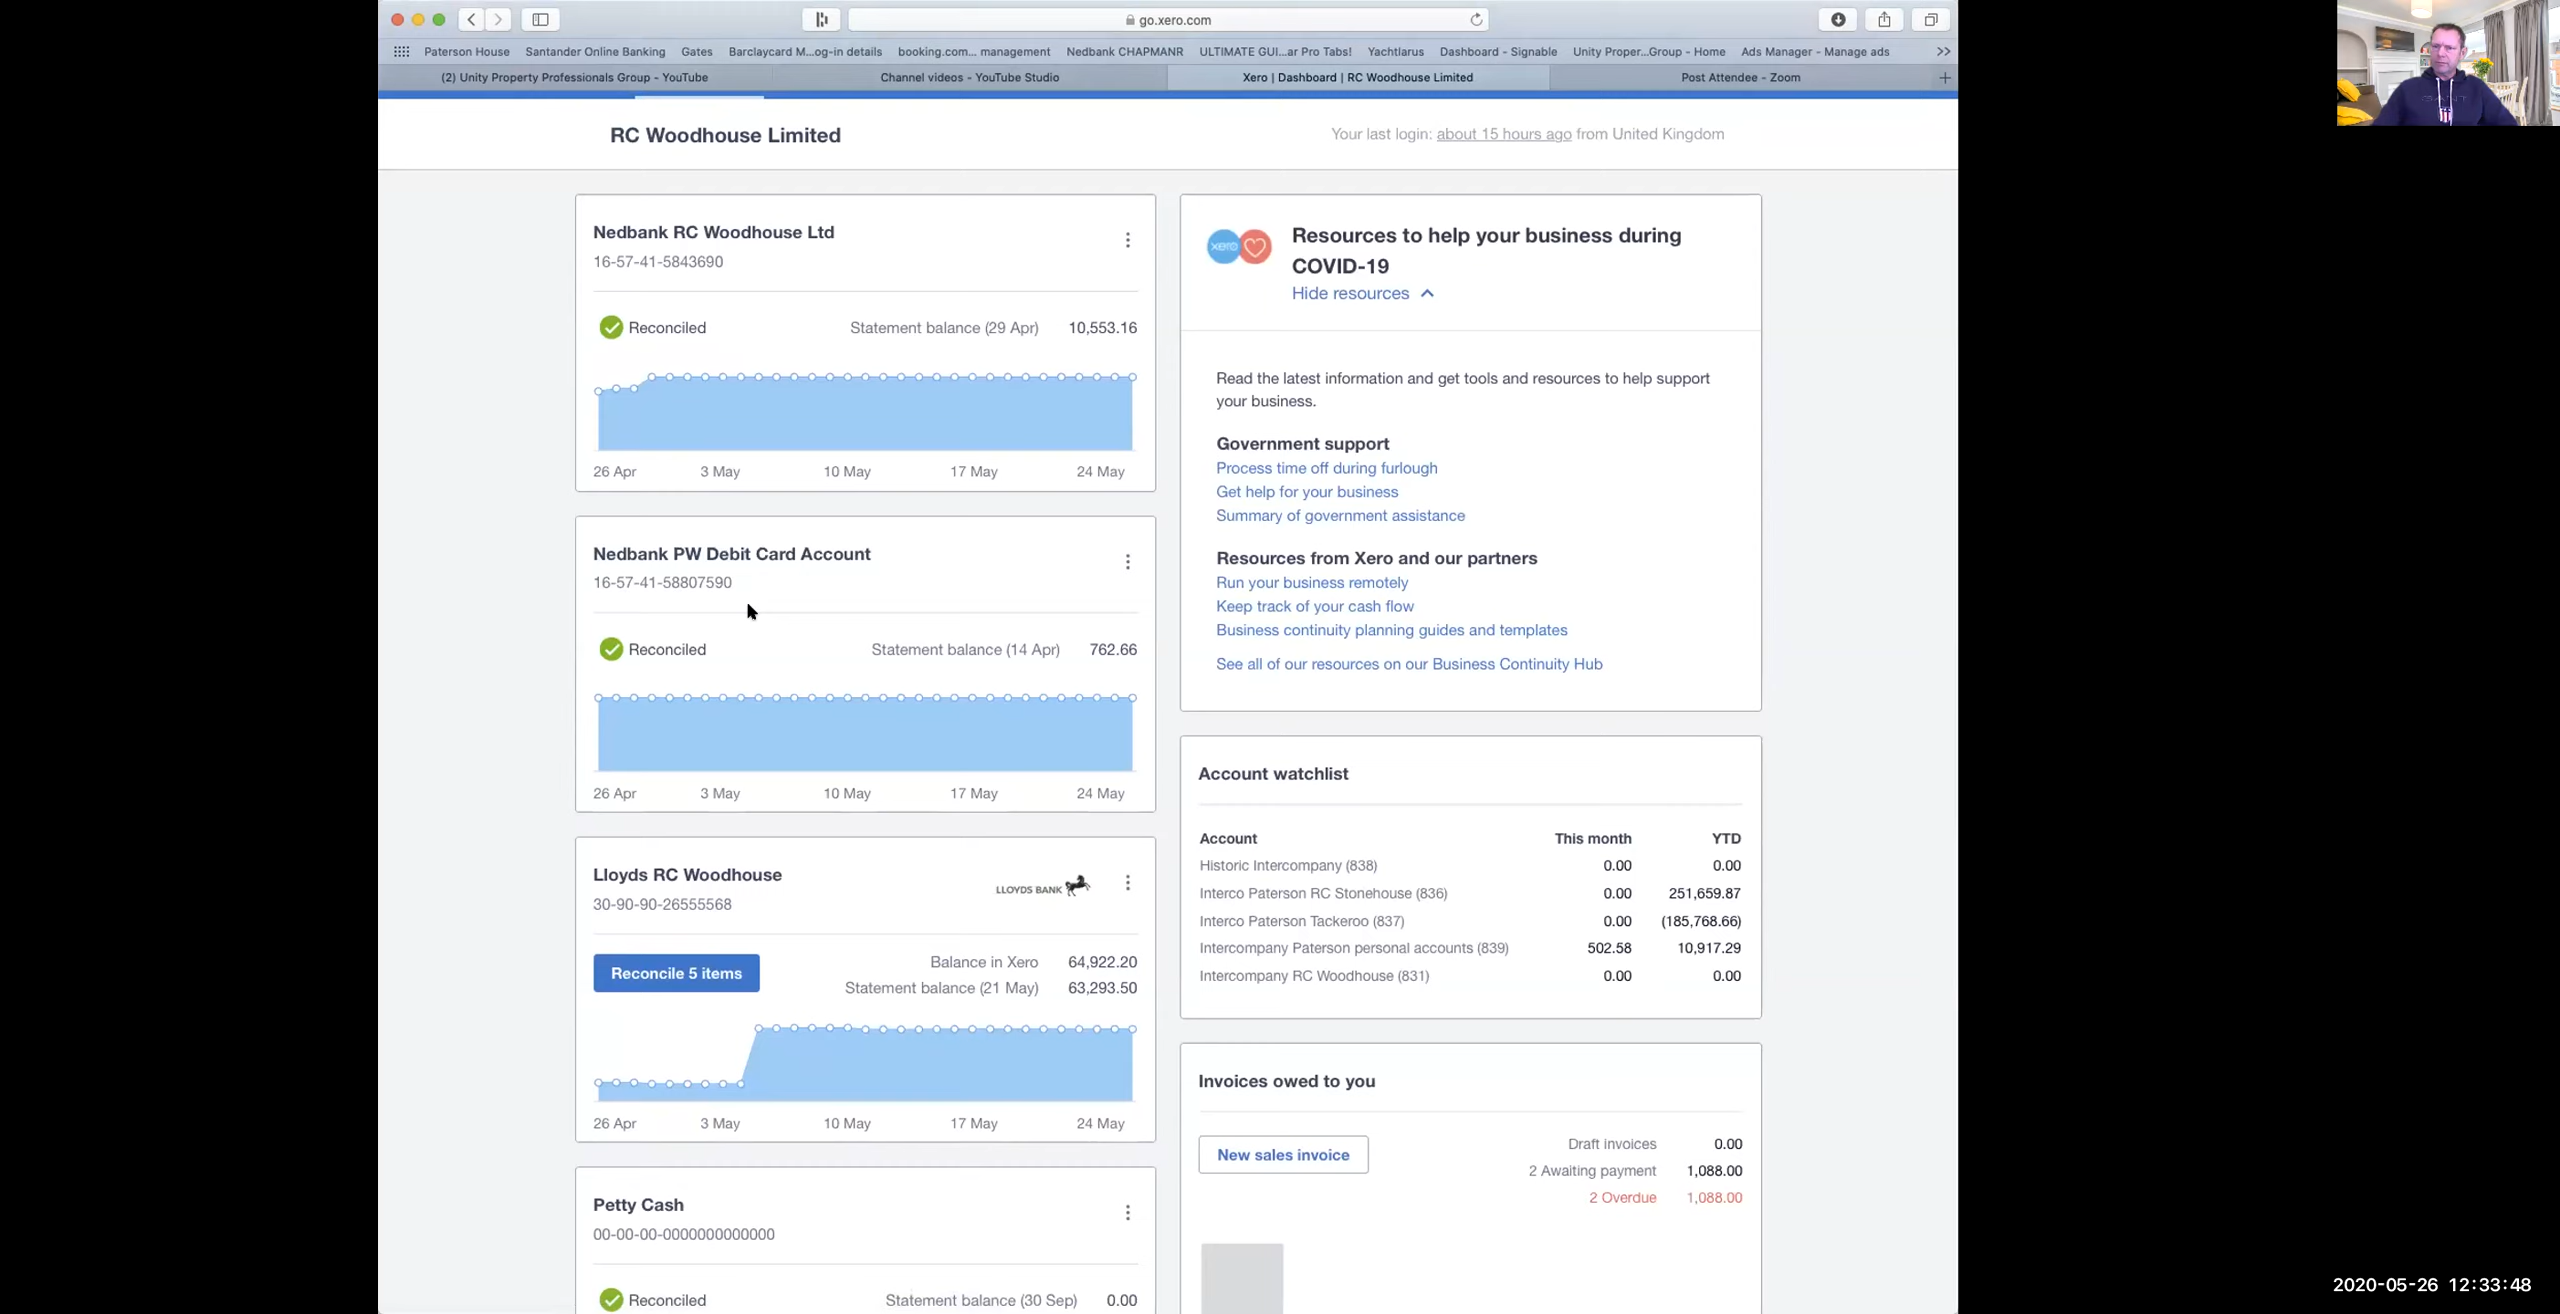 go.xero.com
Paterson House Santander Online Banking Gates Barclaycard M...og-in details booking.com... management Nedbank CHAPMANR ULTIMATE GUI...ar Pro Tabs! Yachtlarus Dashboard - Signable Unity Proper...Group - Home Ads Manager - Manage ads
(2) Unity Property Professionals Group - YouTube Channel videos - YouTube Studio Xero | Dashboard | RC Woodhouse Limited Post Attendee - Zoom
RC Woodhouse Limited
Your last login: about 15 hours ago from United Kingdom
Nedbank RC Woodhouse Ltd
16-57-41-5843690
Reconciled Statement balance (29 Apr) 10,553.16
26 Apr 3 May 10 May 17 May 24 May
Nedbank PW Debit Card Account
16-57-41-58807590
Reconciled Statement balance (14 Apr) 762.66
26 Apr 3 May 10 May 17 May 24 May
Lloyds RC Woodhouse
LLOYDS BANK
30-90-90-26555568
Reconcile 5 items
Balance in Xero 64,922.20
Statement balance (21 May) 63,293.50
26 Apr 3 May 10 May 17 May 24 May
Petty Cash
00-00-00-0000000000000
Reconciled Statement balance (30 Sep) 0.00
xero
Resources to help your business during
COVID-19
Hide resources
Read the latest information and get tools and resources to help support
your business.
Government support
Process time off during furlough
Get help for your business
Summary of government assistance
Resources from Xero and our partners
Run your business remotely
Keep track of your cash flow
Business continuity planning guides and templates
See all of our resources on our Business Continuity Hub
Account watchlist
Account This month YTD
Historic Intercompany (838) 0.00 0.00
Interco Paterson RC Stonehouse (836) 0.00 251,659.87
Interco Paterson Tackeroo (837) 0.00 (185,768.66)
Intercompany Paterson personal accounts (839) 502.58 10,917.29
Intercompany RC Woodhouse (831) 0.00 0.00
Invoices owed to you
New sales invoice
Draft invoices 0.00
2 Awaiting payment 1,088.00
2 Overdue 1,088.00
GANT
2020-05-26 12:33:48